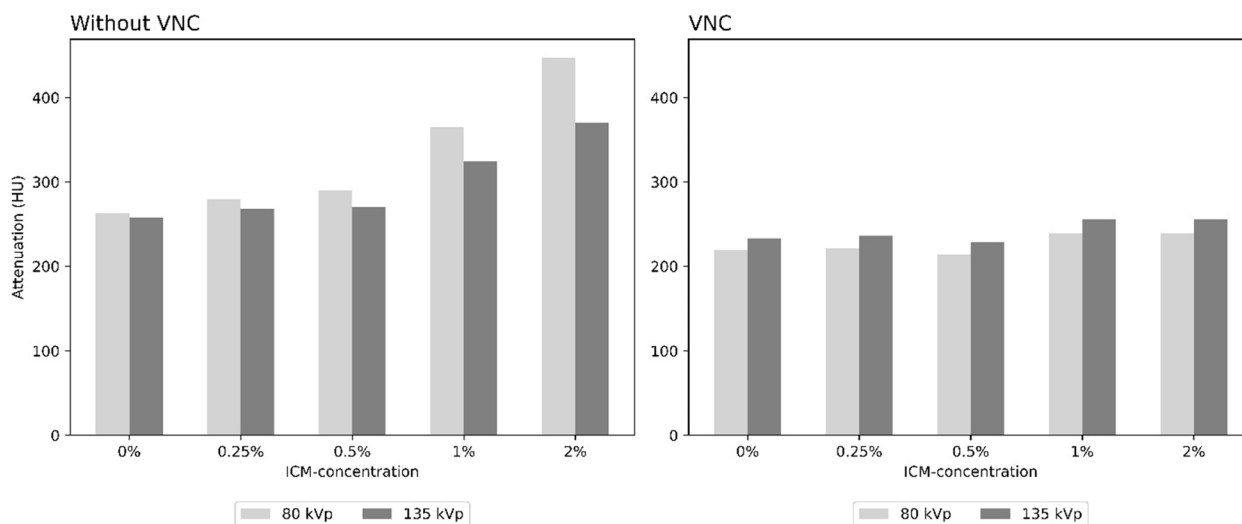 Without VNC
Attenuation (HU)
400
300
200
100
0
0%
0.25%
0.5%
1%
2%
ICM-concentration
80 kVp
135 kVp
VNC
400
300
200
100
0
0%
0.25%
0.5%
1%
2%
ICM-concentration
80 kVp
135 kVp